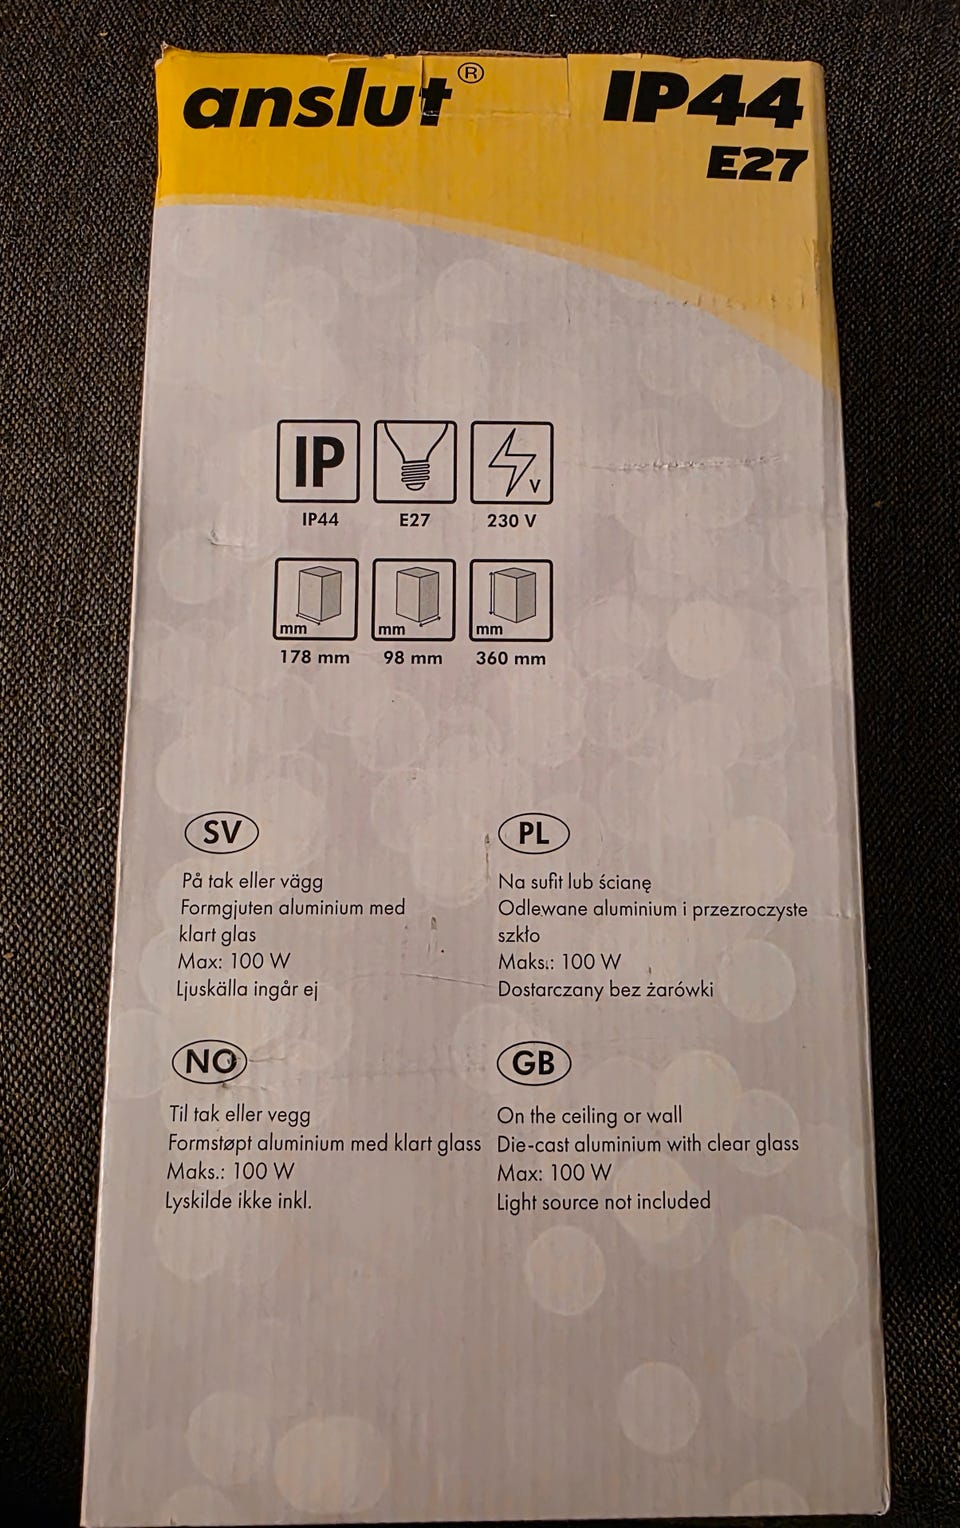 anslut®
IP44
E27
IP
V
IP44
E27
230 V
mm
mm
mm
178 mm
98 mm
360 mm
SV
På tak eller vägg
Formgjuten aluminium med
klart glas
Max: 100 W
Ljuskälla ingår ej
PL
Na sufit lub ścianę
Odlewane aluminium i przezroczyste
szkło
Maks.: 100 W
Dostarczany bez żarówki
NO
Til tak eller vegg
Formstøpt aluminium med klart glass
Maks.: 100 W
Lyskilde ikke inkl.
GB
On the ceiling or wall
Die-cast aluminium with clear glass
Max: 100 W
Light source not included